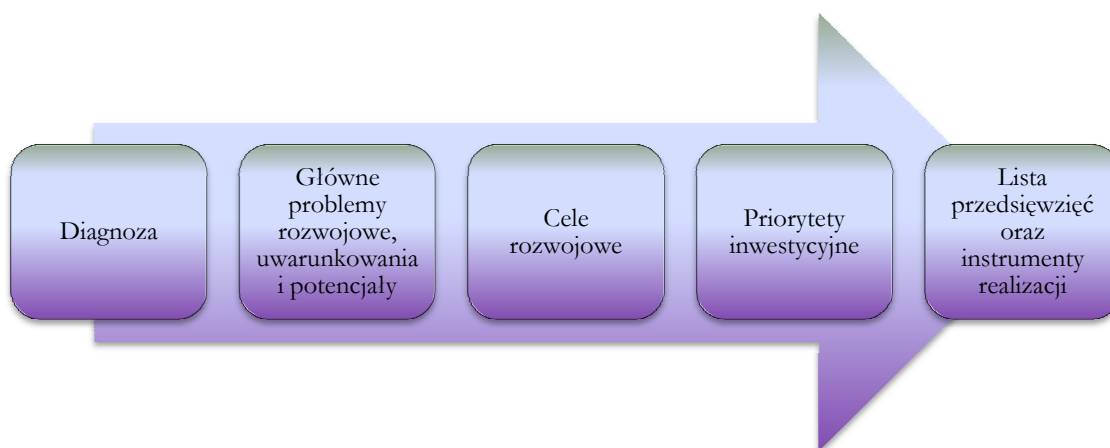 Diagnoza
Główne
problemy
rozwojowe,
uwarunkowania
i potencjały
Cele
rozwojowe
Priorytety
inwestycyjne
Lista
przedsięwzięć
oraz
instrumenty
realizacji